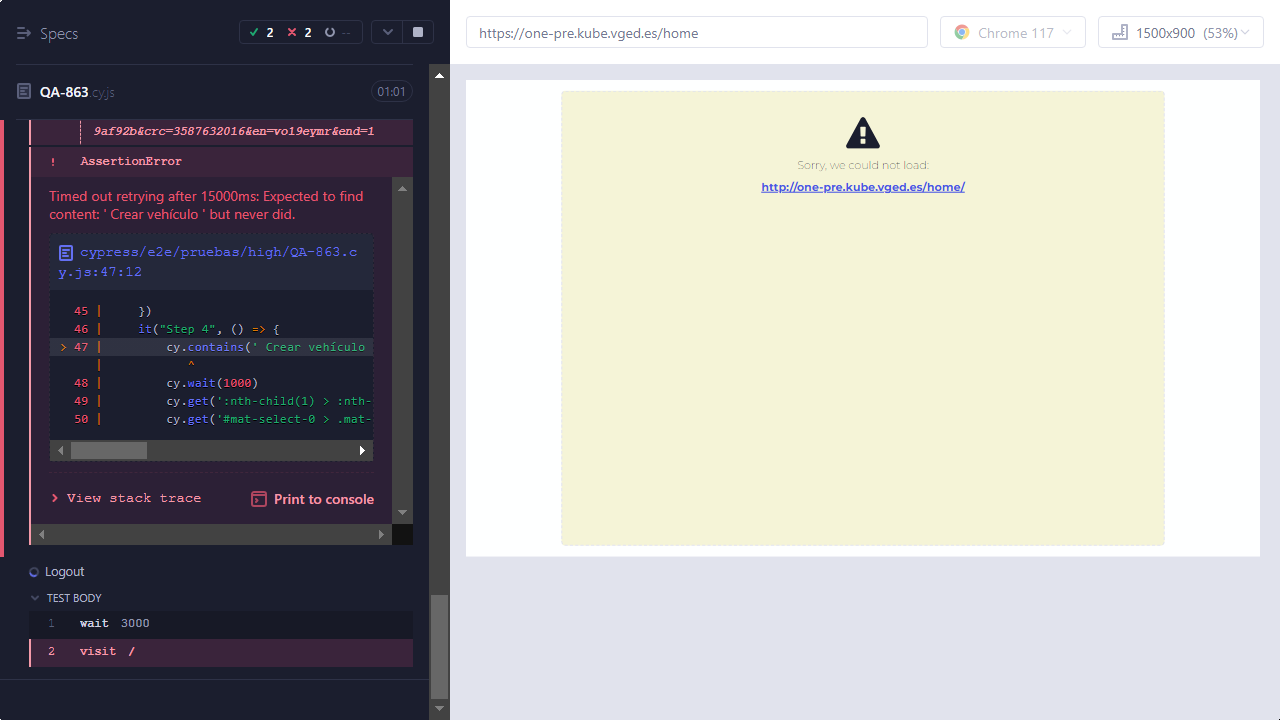 Specs
2
2
--
https://one-pre.kube.vged.es/home
Chrome 117
1500x900 (53%)
QA-863.cy.js
01:01
9af92b&crc=3587632016&en=vo19eymr&end=1
! AssertionError
Timed out retrying after 15000ms: Expected to find
content: ' Crear vehículo ' but never did.
cypress/e2e/pruebas/high/QA-863.c
y.js:47:12
45 | })
46 | it("Step 4", () => {
> 47 | cy.contains(' Crear vehículo
| ^
48 | cy.wait(1000)
49 | cy.get(':nth-child(1) > :nth-
50 | cy.get('#mat-select-0 > .mat-
> View stack trace
Print to console
Logout
TEST BODY
1 wait 3000
2 visit /
Sorry, we could not load:
http://one-pre.kube.vged.es/home/